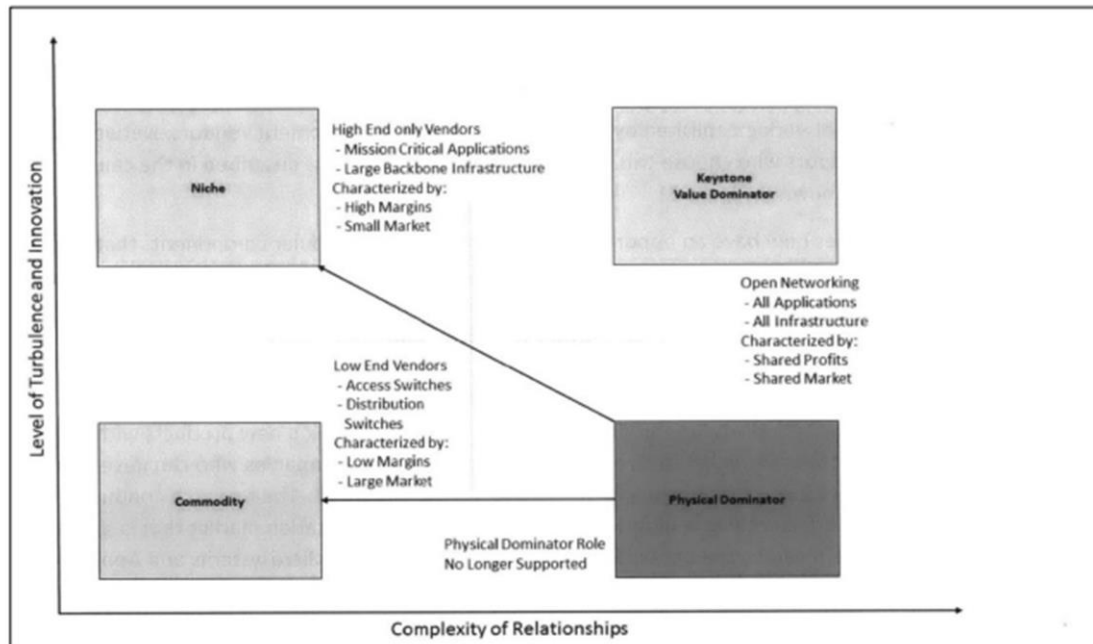 High End only Vendors
- Mission Critical Applications
- Large Backbone Infrastructure
Characterized by:
- High Margins
- Small Market
Niche
Keystone
Value Dominator
Open Networking
- All Applications
- All Infrastructure
Characterized by:
- Shared Profits
- Shared Market
Low End Vendors
- Access Switches
- Distribution
Switches
Characterized by:
- Low Margins
- Large Market
Commodity
Physical Dominator
Physical Dominator Role
No Longer Supported
Level of Turbulence and Innovation
Complexity of Relationships